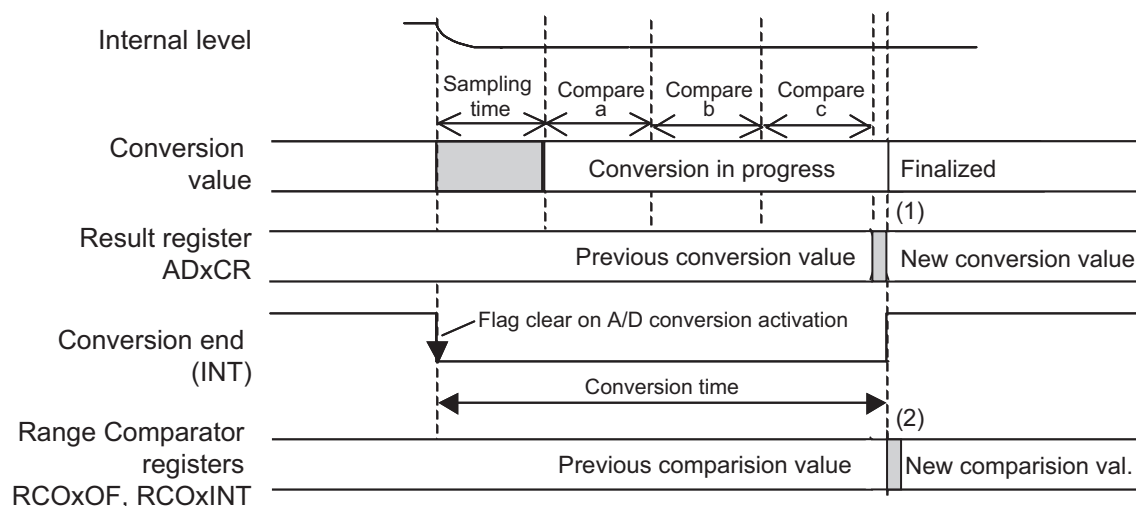 Internal level
Sampling
time
Compare
a
Compare
b
Compare
c
Conversion
value
Conversion in progress
Finalized
(1)
Result register
ADxCR
Previous conversion value
New conversion value
Flag clear on A/D conversion activation
Conversion end
(INT)
Conversion time
(2)
Range Comparator
registers
RCOxOF, RCOxINT
Previous comparision value
New comparision val.